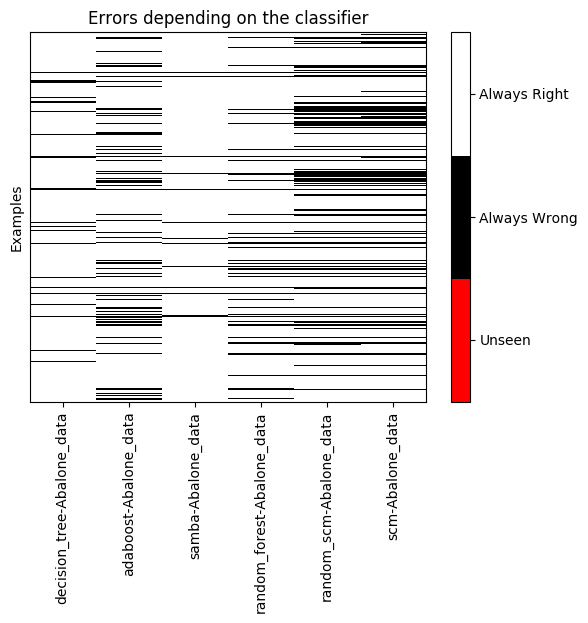 Errors depending on the classifier
Examples
Always Right
Always Wrong
Unseen
decision_tree-Abalone_data
adaboost-Abalone_data
samba-Abalone_data
random_forest-Abalone_data
random_scm-Abalone_data
scm-Abalone_data